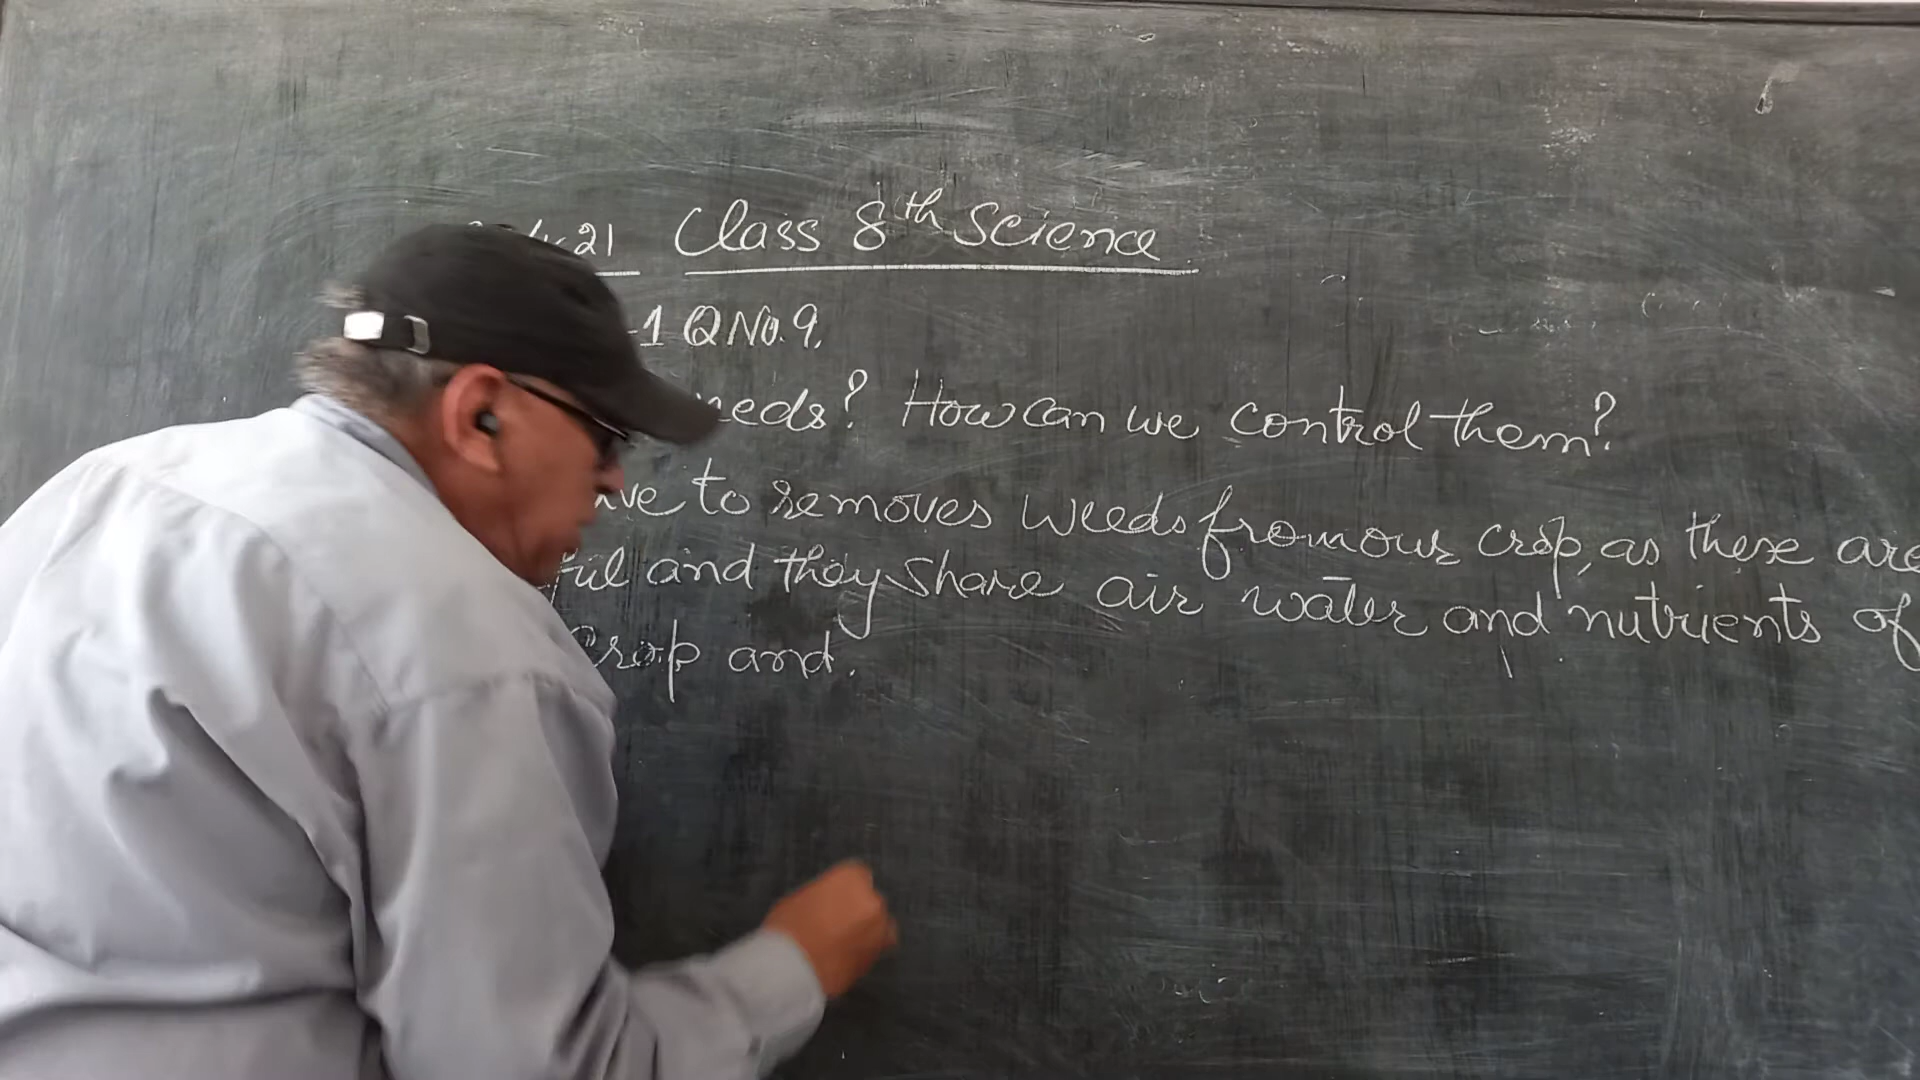 21 Class 8th Science
-1 Q No. 9.
eeds? How can we control them?
ve to removes weeds from our crop, as these are
ful and they share air water and nutrients of
Crop and.